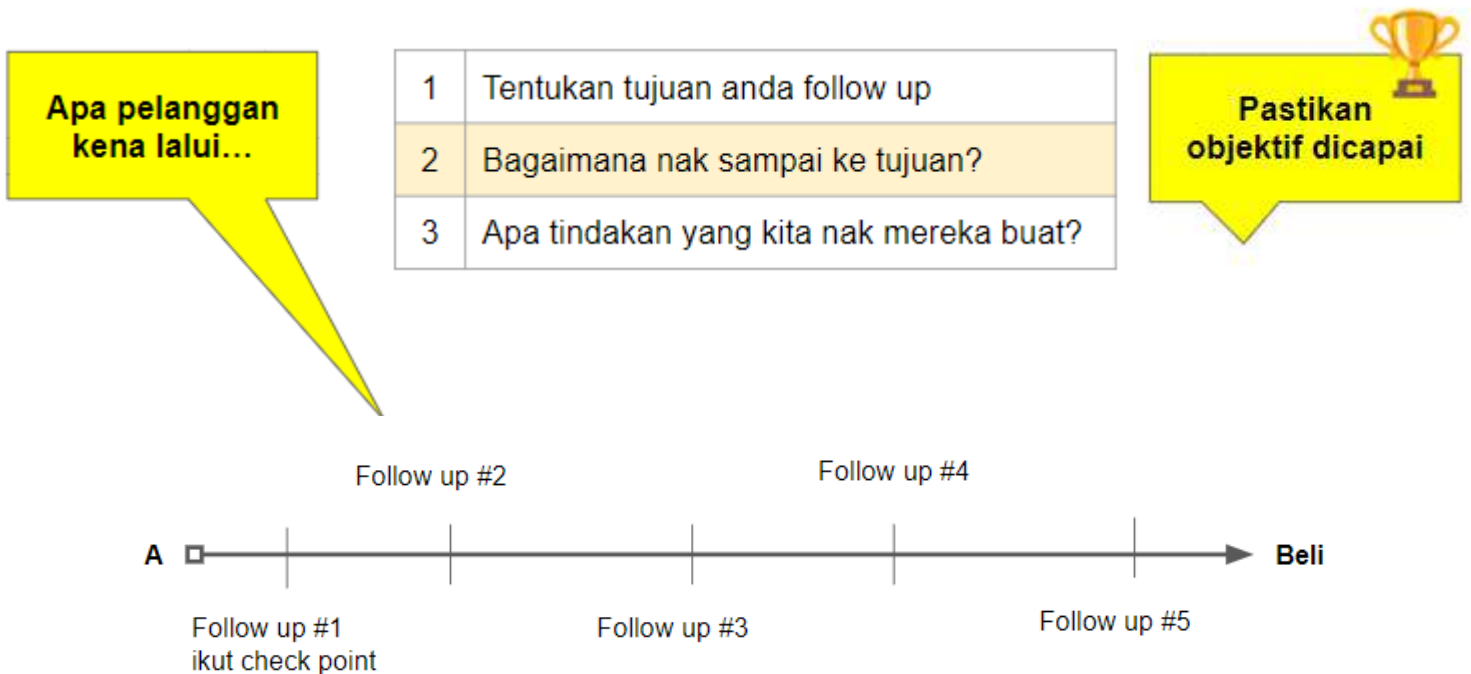 Apa pelanggan
kena lalui...
1 Tentukan tujuan anda follow up
2 Bagaimana nak sampai ke tujuan?
3 Apa tindakan yang kita nak mereka buat?
Pastikan
objektif dicapai
Follow up #2
Follow up #4
A
Beli
Follow up #1
ikut check point
Follow up #3
Follow up #5